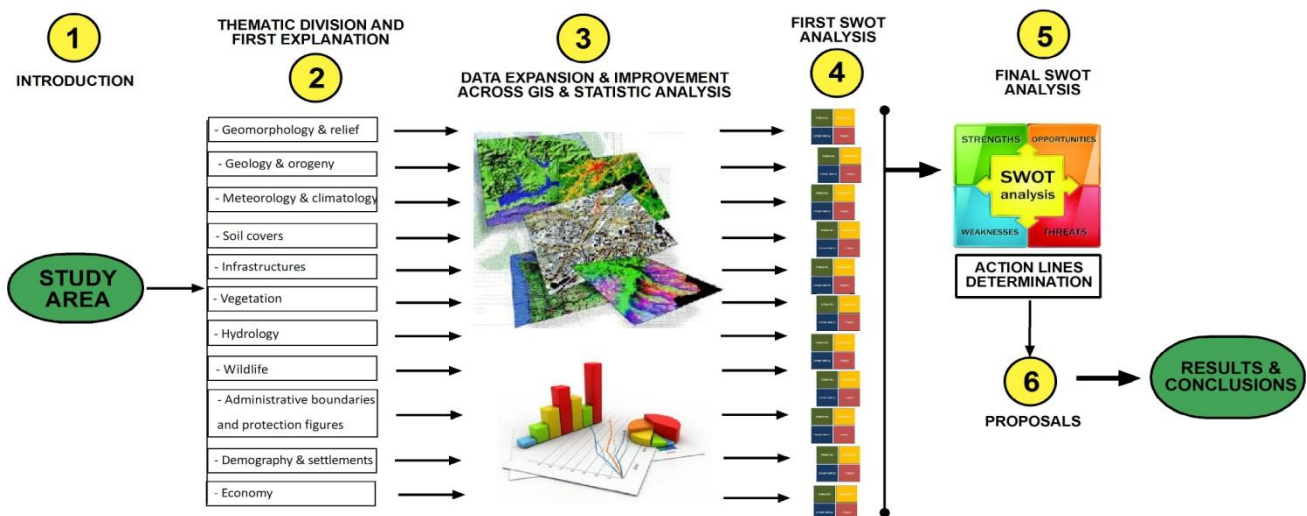 1
INTRODUCTION
STUDY
AREA
THEMATIC DIVISION AND
FIRST EXPLANATION
2
- Geomorphology & relief
- Geology & orogeny
- Meteorology & climatology
- Soil covers
- Infrastructures
- Vegetation
- Hydrology
- Wildlife
- Administrative boundaries
and protection figures
- Demography & settlements
- Economy
3
DATA EXPANSION & IMPROVEMENT
ACROSS GIS & STATISTIC ANALYSIS
FIRST SWOT
ANALYSIS
4
5
FINAL SWOT
ANALYSIS
STRENGTHS
OPPORTUNITIES
SWOT
analysis
WEAKNESSES
THREATS
ACTION LINES
DETERMINATION
6
PROPOSALS
RESULTS &
CONCLUSIONS